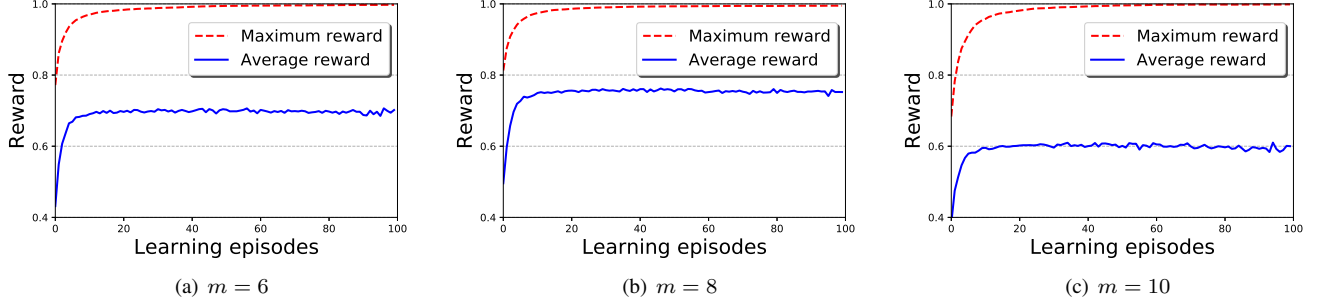 Reward
1.0
0.8
0.6
0.4
Maximum reward
Average reward
0 20 40 60 80 100
Learning episodes
(a) m = 6
Reward
1.0
0.8
0.6
0.4
Maximum reward
Average reward
0 20 40 60 80 100
Learning episodes
(b) m = 8
Reward
1.0
0.8
0.6
0.4
Maximum reward
Average reward
0 20 40 60 80 100
Learning episodes
(c) m = 10